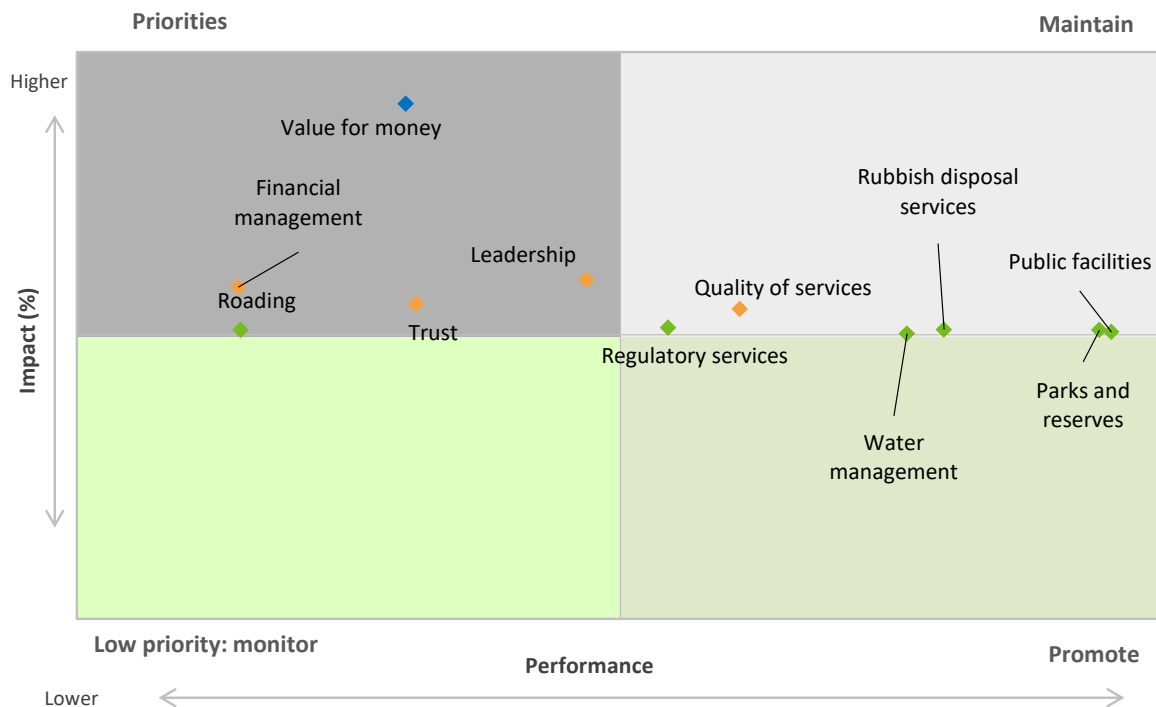 Priorities
Maintain
Higher
Value for money
Financial
management
Rubbish disposal
services
Leadership
Public facilities
Roading
Quality of services
Trust
Regulatory services
Impact (%)
Parks and
reserves
Water
management
Low priority: monitor
Performance
Promote
Lower